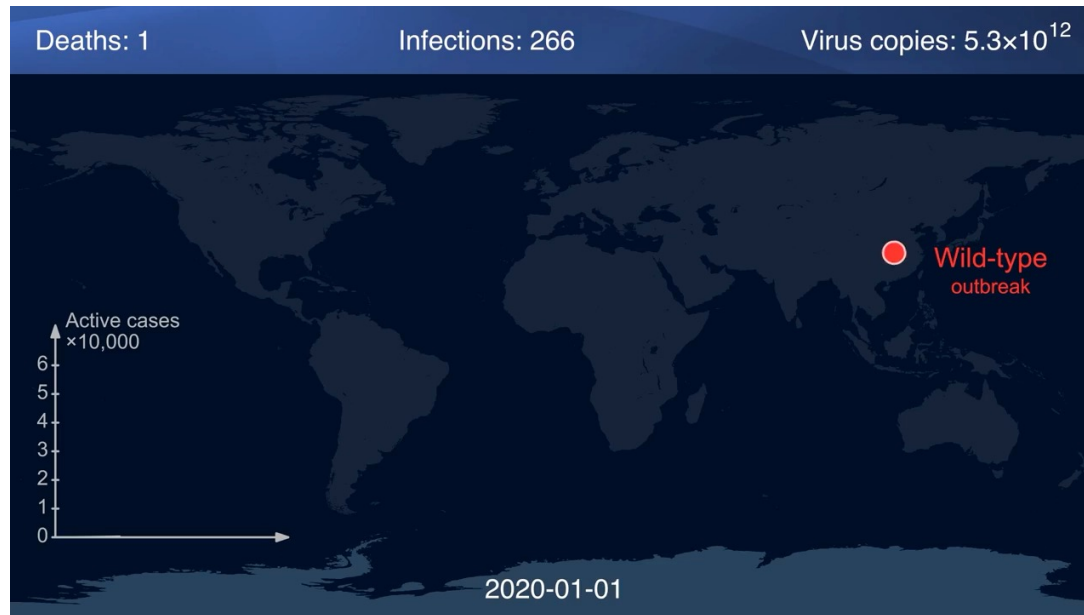 Deaths: 1
Infections: 266
Virus copies: 5.3×10¹²
Wild-type
outbreak
Active cases
×10,000
6
5
4
3
2
1
0
2020-01-01